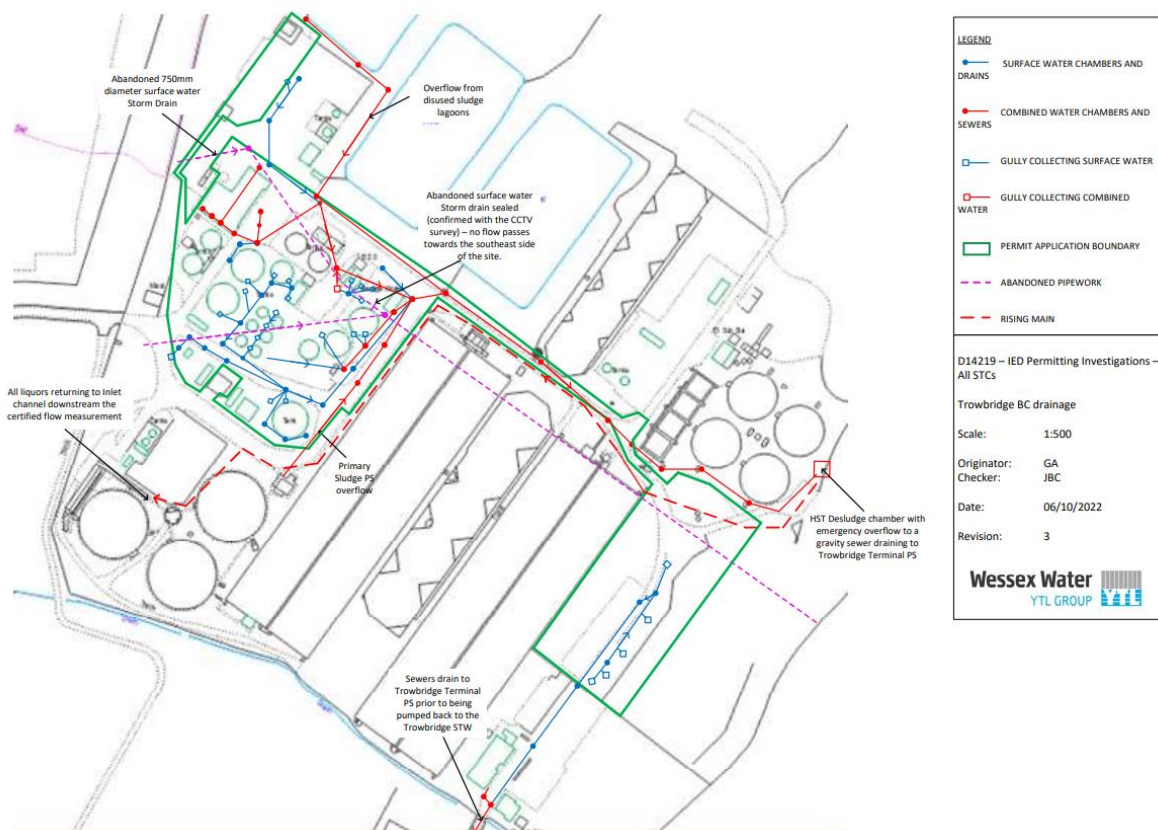 Abandoned 750mm
diameter surface water
Storm Drain
Overflow from
disused sludge
lagoons
Abandoned surface water
Storm drain sealed
(confirmed with the CCTV
survey) – no flow passes
towards the southeast side
of the site.
All liquors returning to Inlet
channel downstream the
certified flow measurement
Primary
Sludge PS
overflow
HST Desludge chamber with
emergency overflow to a
gravity sewer draining to
Trowbridge Terminal PS
Sewers drain to
Trowbridge Terminal
PS prior to being
pumped back to the
Trowbridge STW
LEGEND
SURFACE WATER CHAMBERS AND
DRAINS
COMBINED WATER CHAMBERS AND
SEWERS
GULLY COLLECTING SURFACE WATER
GULLY COLLECTING COMBINED
WATER
PERMIT APPLICATION BOUNDARY
ABANDONED PIPEWORK
RISING MAIN
D14219 – IED Permitting Investigations –
All STCs
Trowbridge BC drainage
Scale: 1:500
Originator: GA
Checker: JBC
Date: 06/10/2022
Revision: 3
Wessex Water
YTL GROUP YTL